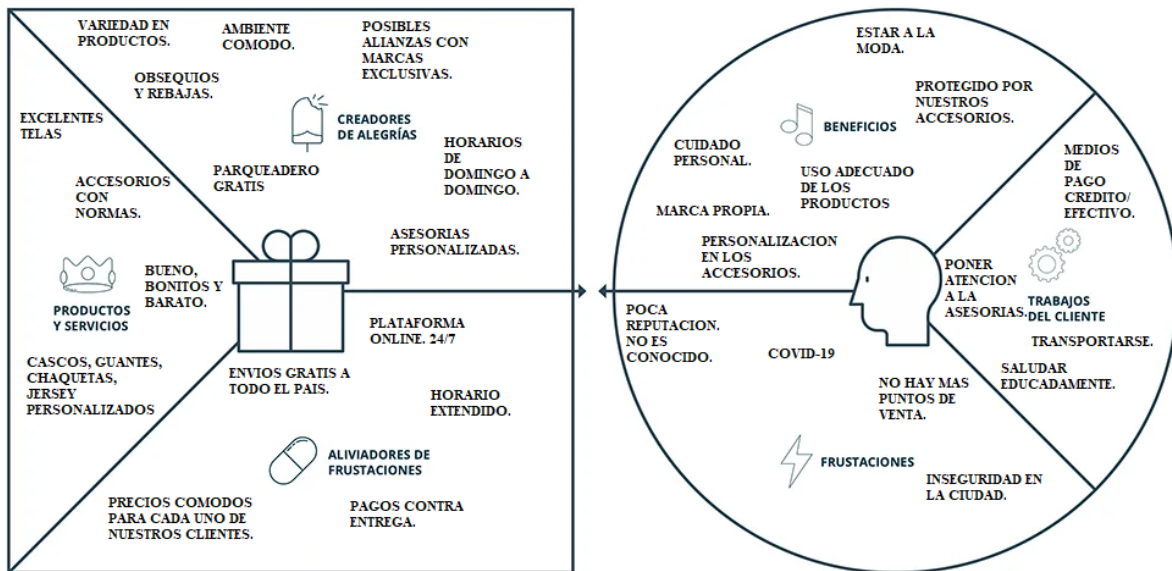 VARIEDAD EN
PRODUCTOS.
AMBIENTE
COMODO.
POSIBLES
ALIANZAS CON
MARCAS
EXCLUSIVAS.
OBSEQUIOS
Y REBAJAS.
EXCELENTES
TELAS
CREADORES
DE ALEGRÍAS
HORARIOS
DE
DOMINGO A
DOMINGO.
PARQUEADERO
GRATIS
ACCESORIOS
CON
NORMAS.
ASESORIAS
PERSONALIZADAS.
BUENO,
BONITOS Y
BARATO.
PRODUCTOS
Y SERVICIOS
PLATAFORMA
ONLINE. 24/7
CASCOS, GUANTES,
CHAQUETAS,
JERSEY
PERSONALIZADOS
ENVIOS GRATIS A
TODO EL PAIS.
HORARIO
EXTENDIDO.
ALIVIADORES DE
FRUSTACIONES
PRECIOS COMODOS
PARA CADA UNO DE
NUESTROS CLIENTES.
PAGOS CONTRA
ENTREGA.
ESTAR A LA
MODA.
PROTEGIDO POR
NUESTROS
ACCESORIOS.
BENEFICIOS
CUIDADO
PERSONAL.
USO ADECUADO
DE LOS
PRODUCTOS
MARCA PROPIA.
PERSONALIZACION
EN LOS
ACCESORIOS.
MEDIOS
DE
PAGO
CREDITO/
EFECTIVO.
PONER
ATENCION
A LA
ASESORIAS.
TRABAJOS
DEL CLIENTE
TRANSPORTARSE.
SALUDAR
EDUCADAMENTE.
POCA
REPUTACION.
NO ES
CONOCIDO.
COVID-19
NO HAY MAS
PUNTOS DE
VENTA.
FRUSTACIONES
INSEGURIDAD EN
LA CIUDAD.